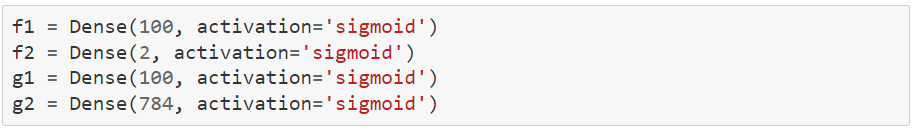 f1 = Dense(100, activation='sigmoid')
f2 = Dense(2, activation='sigmoid')
g1 = Dense(100, activation='sigmoid')
g2 = Dense(784, activation='sigmoid')